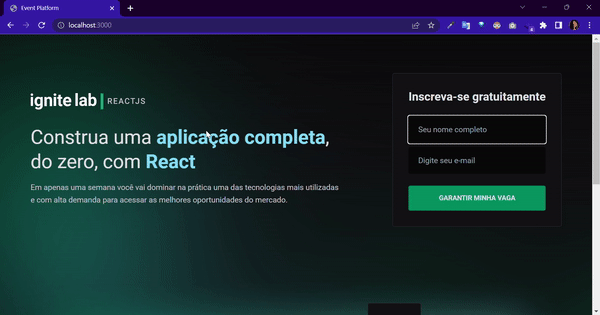 Event Platform
localhost:3000
ignite lab | REACTJS
Construa uma aplicação completa,
do zero, com React
Em apenas uma semana você vai dominar na prática uma das tecnologias mais utilizadas
e com alta demanda para acessar as melhores oportunidades do mercado.
Inscreva-se gratuitamente
Seu nome completo
Digite seu e-mail
GARANTIR MINHA VAGA